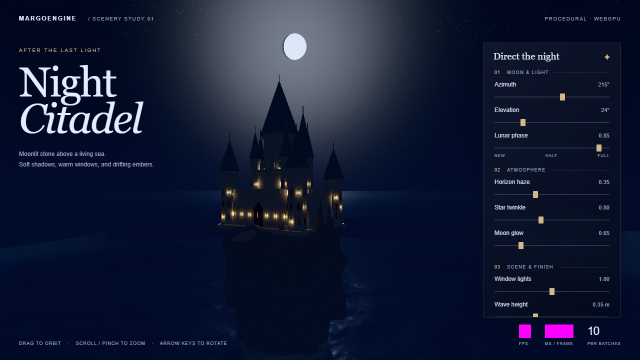 MARGOENGINE / SCENERY STUDY 01
PROCEDURAL · WEBGPU
AFTER THE LAST LIGHT
Night
Citadel
Moonlit stone above a living sea.
Soft shadows, warm windows, and drifting embers.
Direct the night
01 MOON & LIGHT
Azimuth 215°
Elevation 24°
Lunar phase 0.85
NEW HALF FULL
02 ATMOSPHERE
Horizon haze 0.35
Star twinkle 0.80
Moon glow 0.65
03 SCENE & FINISH
Window lights 1.00
Wave height 0.35 m
10
FPS MS / FRAME PBR BATCHES
DRAG TO ORBIT · SCROLL / PINCH TO ZOOM · ARROW KEYS TO ROTATE